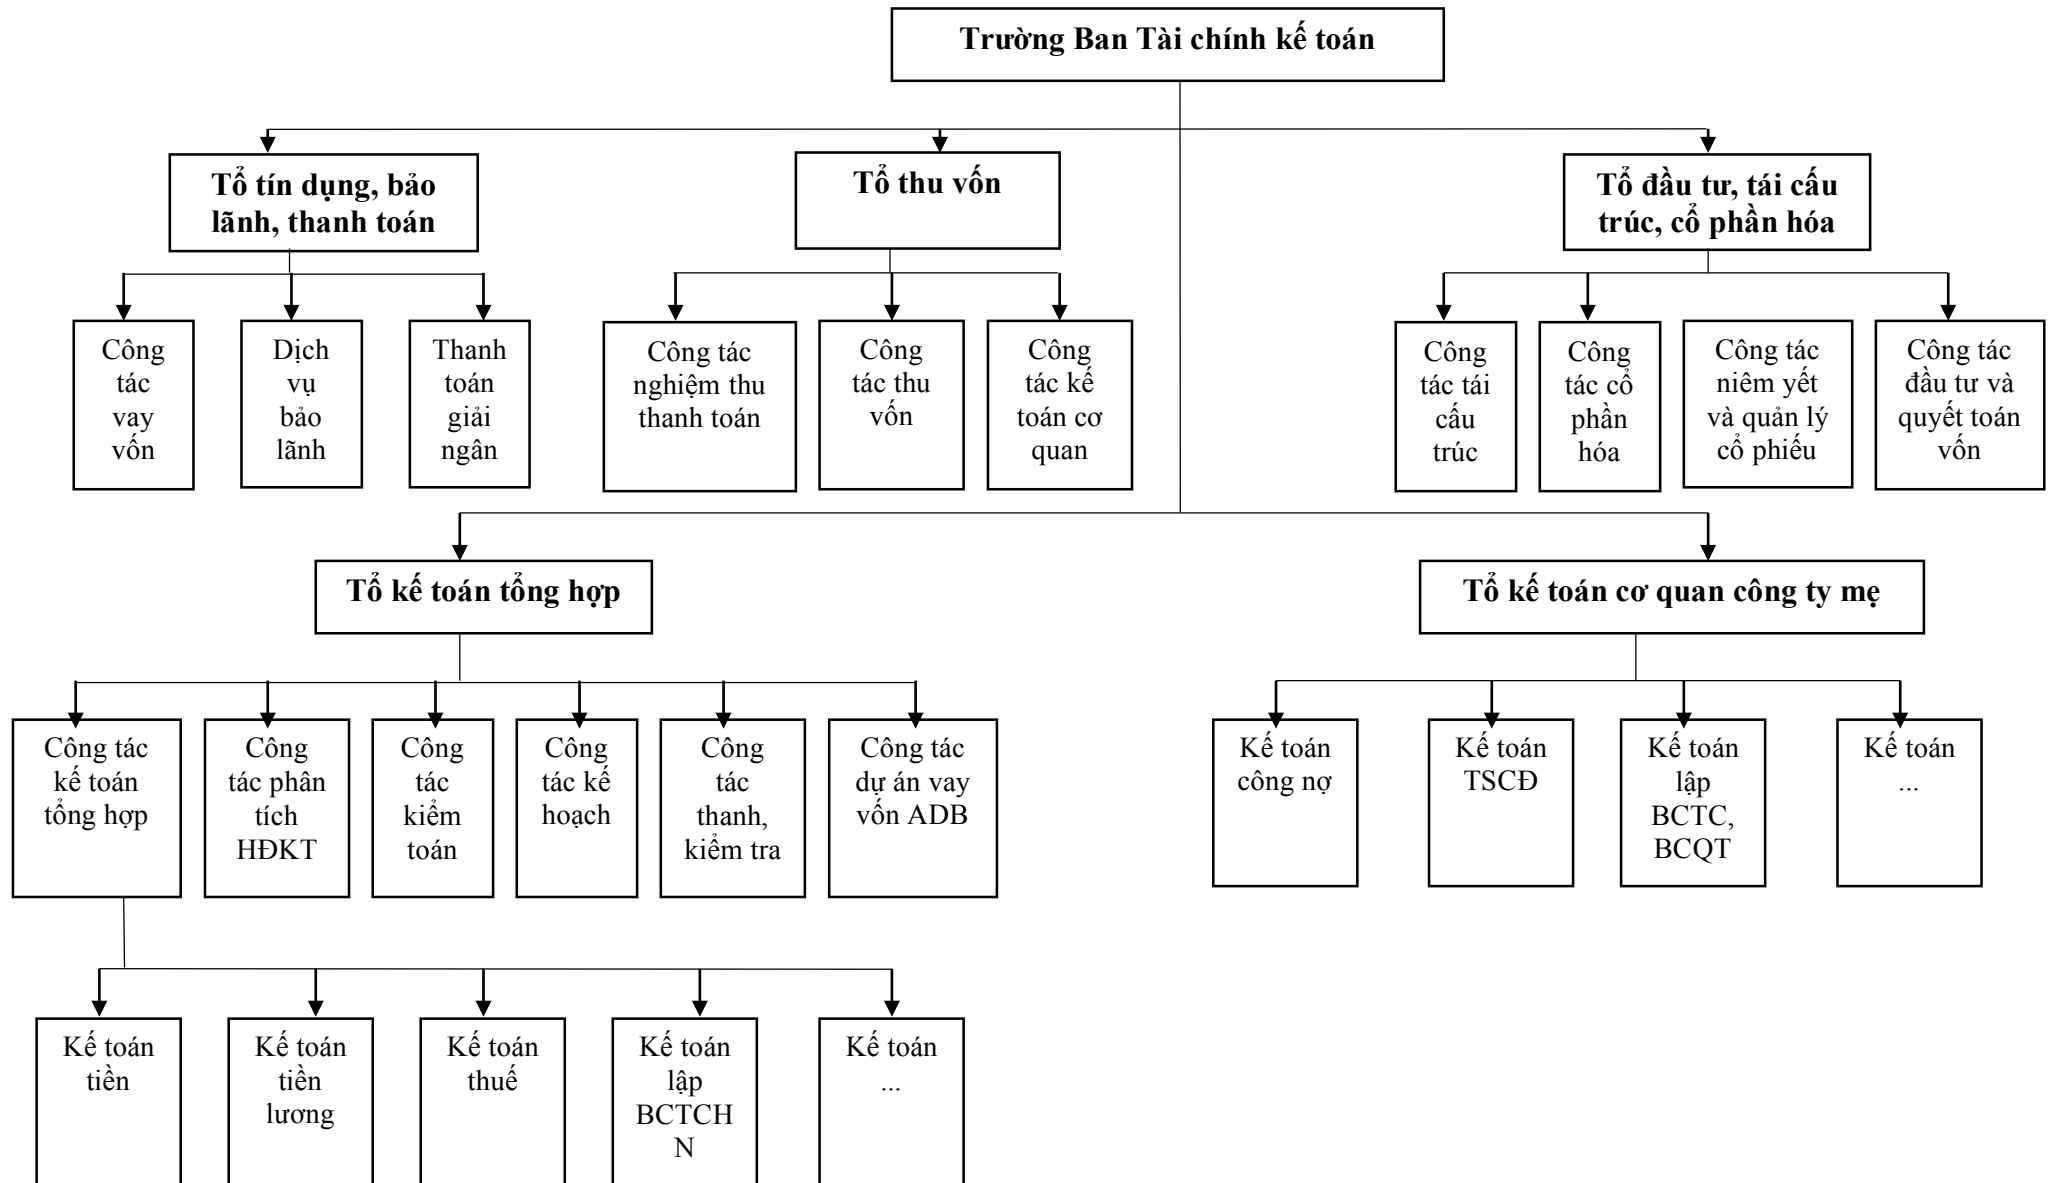 Trường Ban Tài chính kế toán
Tổ tín dụng, bảo
lãnh, thanh toán
Tổ thu vốn
Tổ đầu tư, tái cấu
trúc, cổ phần hóa
Công
tác
vay
vốn
Dịch
vụ
bảo
lãnh
Thanh
toán
giải
ngân
Công tác
nghiệm thu
thanh toán
Công
tác thu
vốn
Công
tác kế
toán cơ
quan
Công
tác tái
cấu
trúc
Công
tác cổ
phần
hóa
Công tác
niêm yết
và quản lý
cổ phiếu
Công tác
đầu tư và
quyết toán
vốn
Tổ kế toán tổng hợp
Tổ kế toán cơ quan công ty mẹ
Công tác
kế toán
tổng hợp
Công
tác phân
tích
HĐKT
Công
tác
kiểm
toán
Công
tác kế
hoạch
Công
tác
thanh,
kiểm tra
Công tác
dự án vay
vốn ADB
Kế toán
công nợ
Kế toán
TSCĐ
Kế toán
lập
BCTC,
BCQT
Kế toán
...
Kế toán
tiền
Kế toán
tiền
lương
Kế toán
thuế
Kế toán
lập
BCTCH
N
Kế toán
...